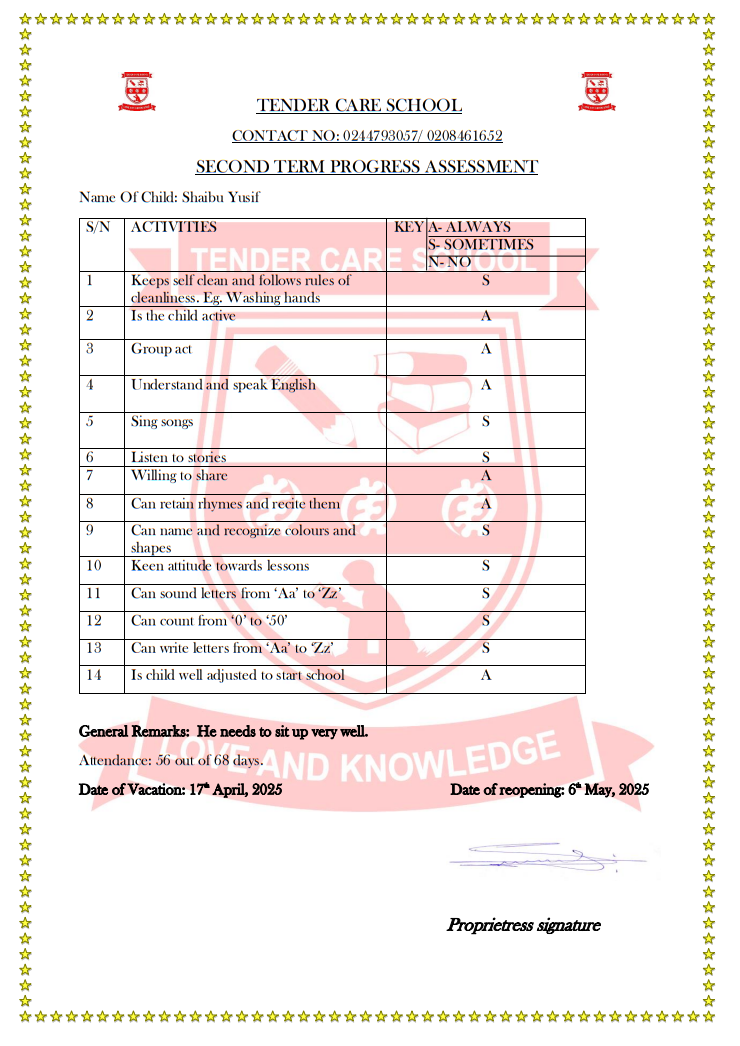 TENDER CARE SCHOOL
CONTACT NO: 0244793057/ 0208461652
SECOND TERM PROGRESS ASSESSMENT
Name Of Child: Shaibu Yusif
S/N ACTIVITIES KEY A- ALWAYS
S- SOMETIMES
N- NO
TENDER CARE SCHOOL
1 Keeps self clean and follows rules of S
cleanliness. Eg. Washing hands
2 Is the child active A
3 Group act A
4 Understand and speak English A
5 Sing songs S
6 Listen to stories S
7 Willing to share A
8 Can retain rhymes and recite them A
9 Can name and recognize colours and S
shapes
10 Keen attitude towards lessons S
11 Can sound letters from ‘Aa’ to ‘Zz’ S
12 Can count from ‘0’ to ‘50’ S
13 Can write letters from ‘Aa’ to ‘Zz’ S
14 Is child well adjusted to start school A
General Remarks: He needs to sit up very well.
Attendance: 56 out of 68 days.
LOVE AND KNOWLEDGE
Date of Vacation: 17th April, 2025 Date of reopening: 6th May, 2025
Proprietress signature